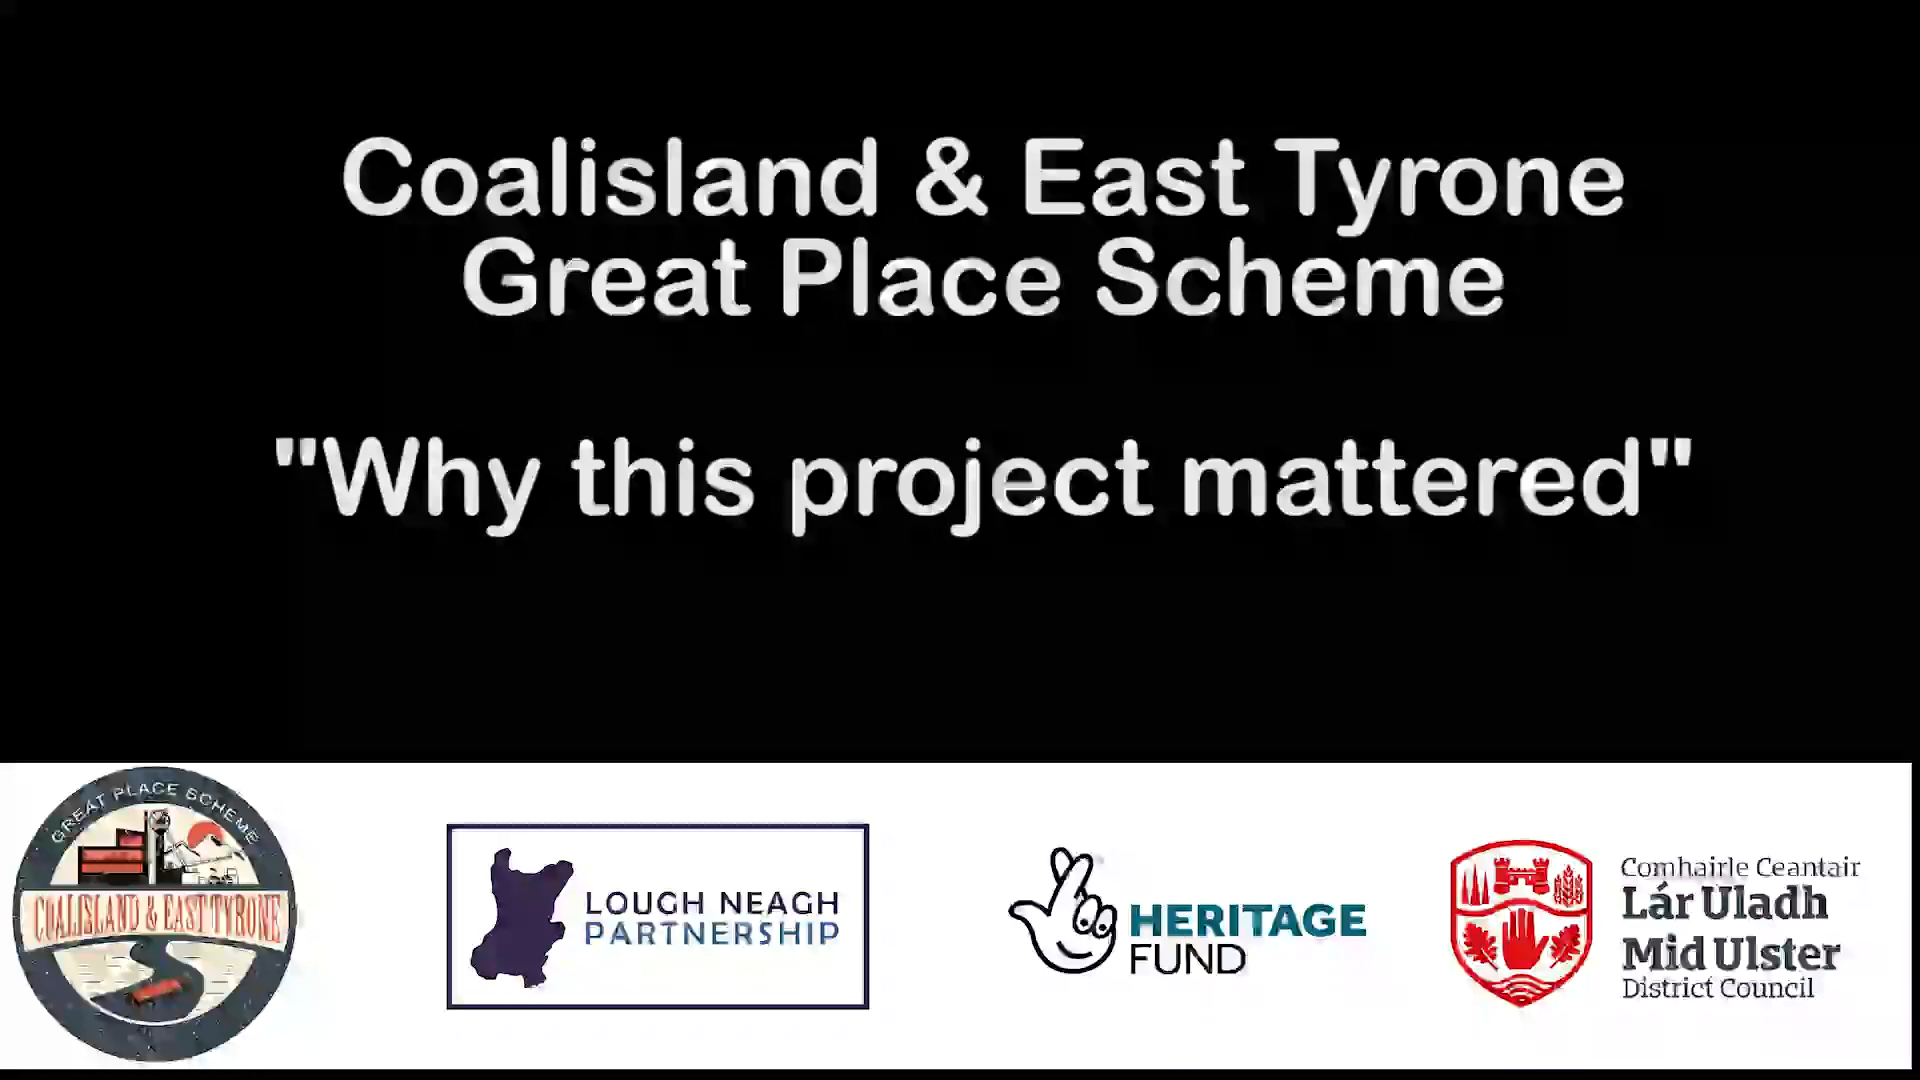 Coalisland & East Tyrone
Great Place Scheme
"Why this project mattered"
GREAT PLACE SCHEME
COALISLAND & EAST TYRONE
LOUGH NEAGH
PARTNERSHIP
HERITAGE
FUND
Comhairle Ceantair
Lár Uladh
Mid Ulster
District Council